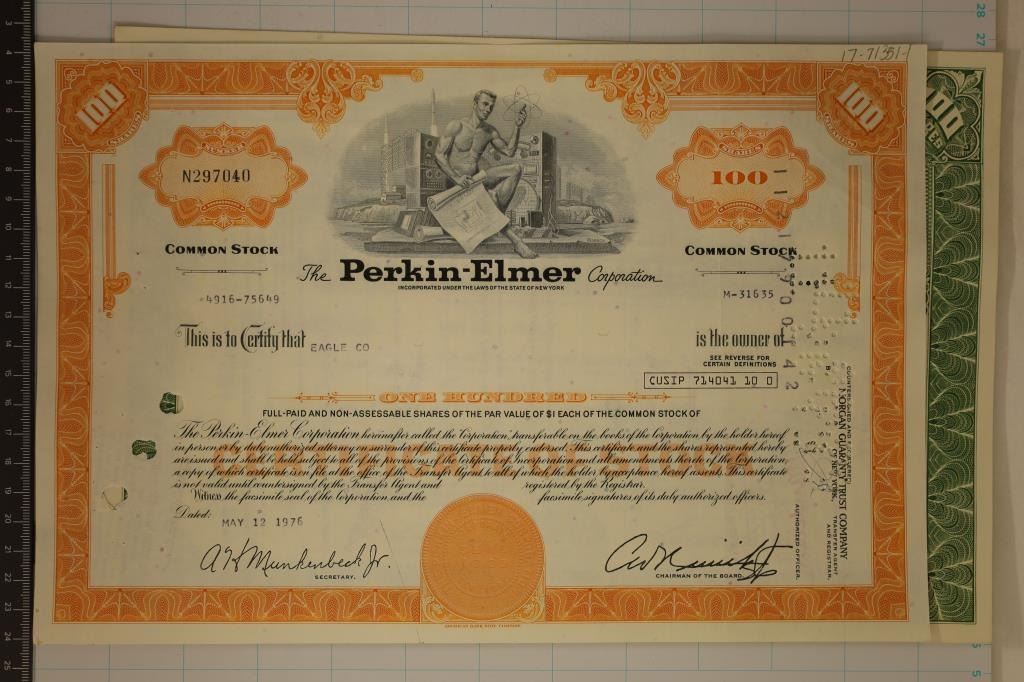 17-71351-1
100
100
N297040
100
COMMON STOCK
COMMON STOCK
The Perkin-Elmer Corporation
INCORPORATED UNDER THE LAWS OF THE STATE OF NEW YORK
4916-75649
M-31635
This is to Certify that EAGLE CO is the owner of
SEE REVERSE FOR
CERTAIN DEFINITIONS
CUSIP 714041 10 0
ONE HUNDRED
FULL-PAID AND NON-ASSESSABLE SHARES OF THE PAR VALUE OF $1 EACH OF THE COMMON STOCK OF
The Perkin-Elmer Corporation hereinafter called the "Corporation", transferable on the books of the Corporation by the holder hereof
in person or by duly authorized attorney on surrender of this certificate properly endorsed. This certificate and the shares represented hereby
are issued and shall be held subject to all of the provisions of the Certificate of Incorporation and all amendments thereto of the Corporation
a copy of which certificate is on file at the office of the Transfer Agent to all of which the holder by acceptance hereof assents. This certificate
is not valid until countersigned by the Transfer Agent and registered by the Registrar.
Witness the facsimile seal of the Corporation and the facsimile signatures of its duly authorized officers.
Dated: MAY 12 1976
SECRETARY.
CHAIRMAN OF THE BOARD.
AMERICAN BANK NOTE COMPANY
MORGAN GUARANTY TRUST COMPANY
OF NEW YORK,
TRANSFER AGENT
AND REGISTRAR.
AUTHORIZED OFFICER.